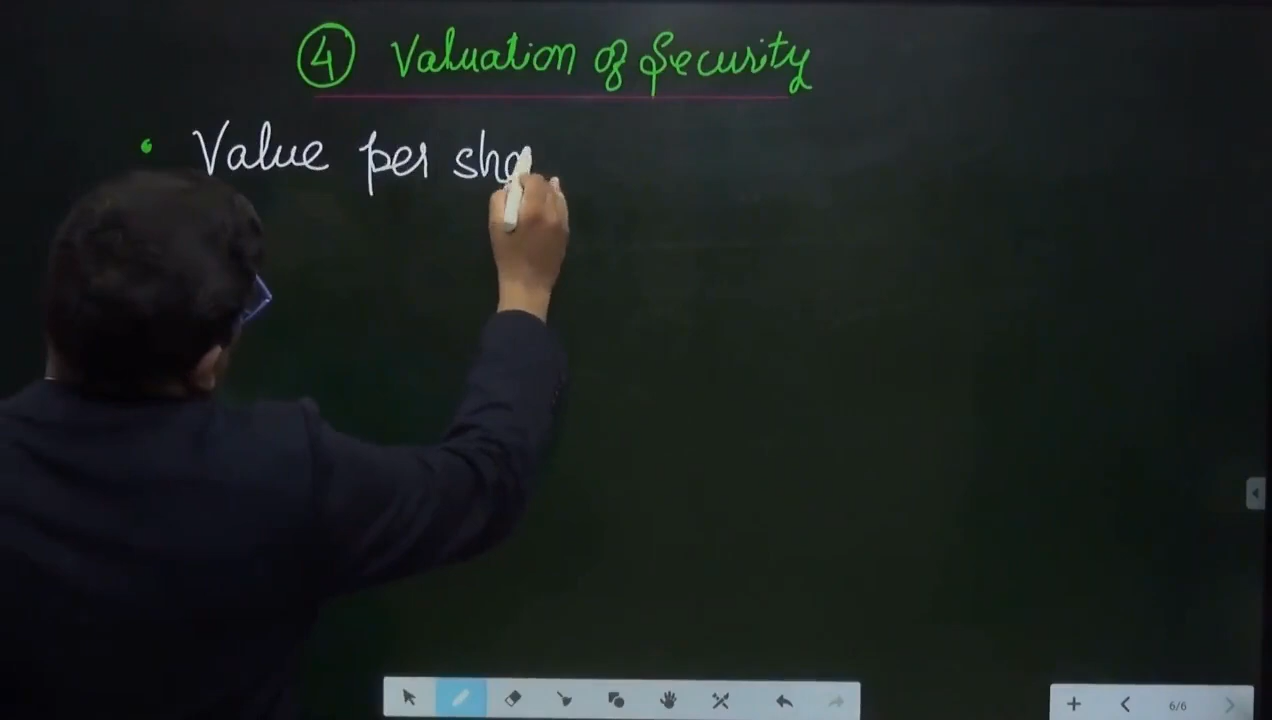 ④ Valuation of Security
• Value per sha
6/6